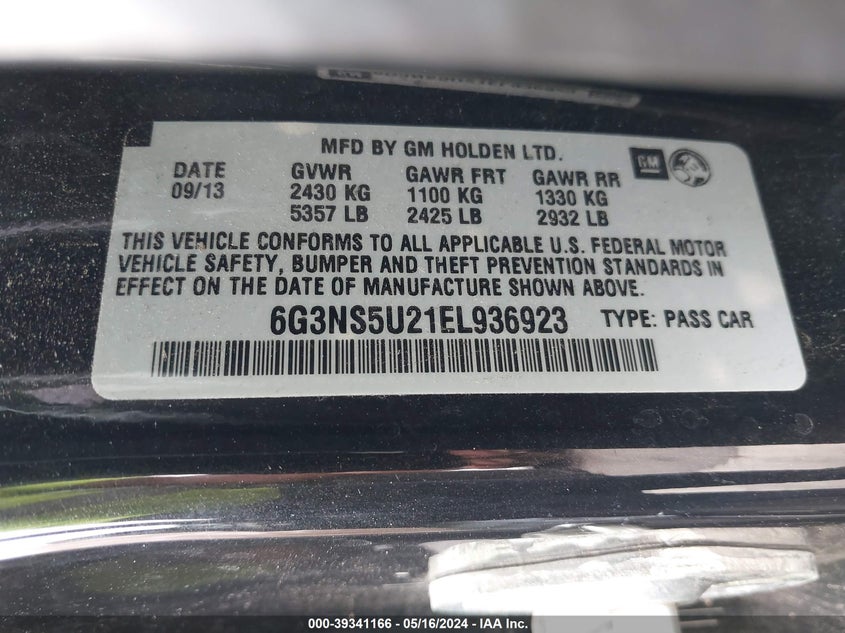 MFD BY GM HOLDEN LTD.
GM
DATE GVWR GAWR FRT GAWR RR
09/13 2430 KG 1100 KG 1330 KG
5357 LB 2425 LB 2932 LB
THIS VEHICLE CONFORMS TO ALL APPLICABLE U.S. FEDERAL MOTOR
VEHICLE SAFETY, BUMPER AND THEFT PREVENTION STANDARDS IN
EFFECT ON THE DATE OF MANUFACTURE SHOWN ABOVE.
6G3NS5U21EL936923 TYPE: PASS CAR
000-39341166 - 05/16/2024 - IAA Inc.